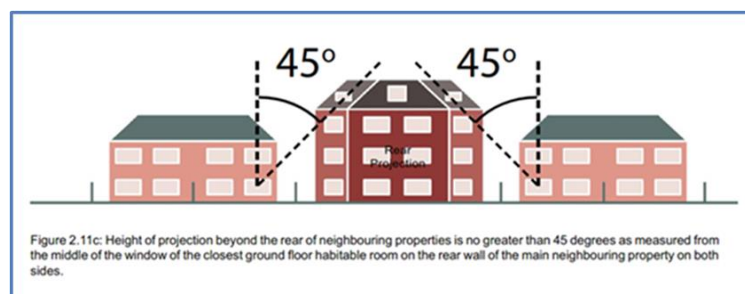 45º 45º
Rear
Projection
Figure 2.11c: Height of projection beyond the rear of neighbouring properties is no greater than 45 degrees as measured from
the middle of the window of the closest ground floor habitable room on the rear wall of the main neighbouring property on both
sides.